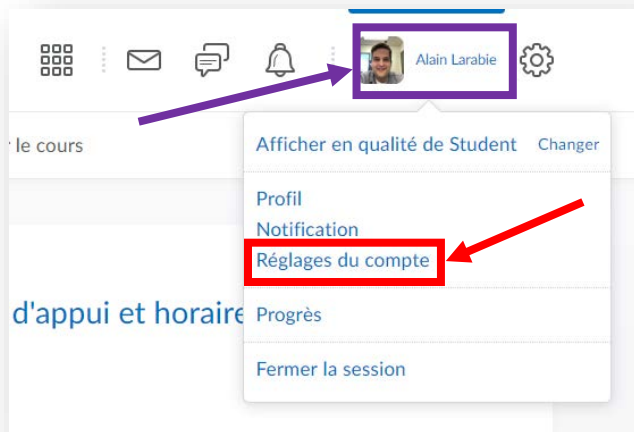 Alain Larabie
le cours
Afficher en qualité de Student Changer
Profil
Notification
Réglages du compte
d'appui et horaire
Progrès
Fermer la session